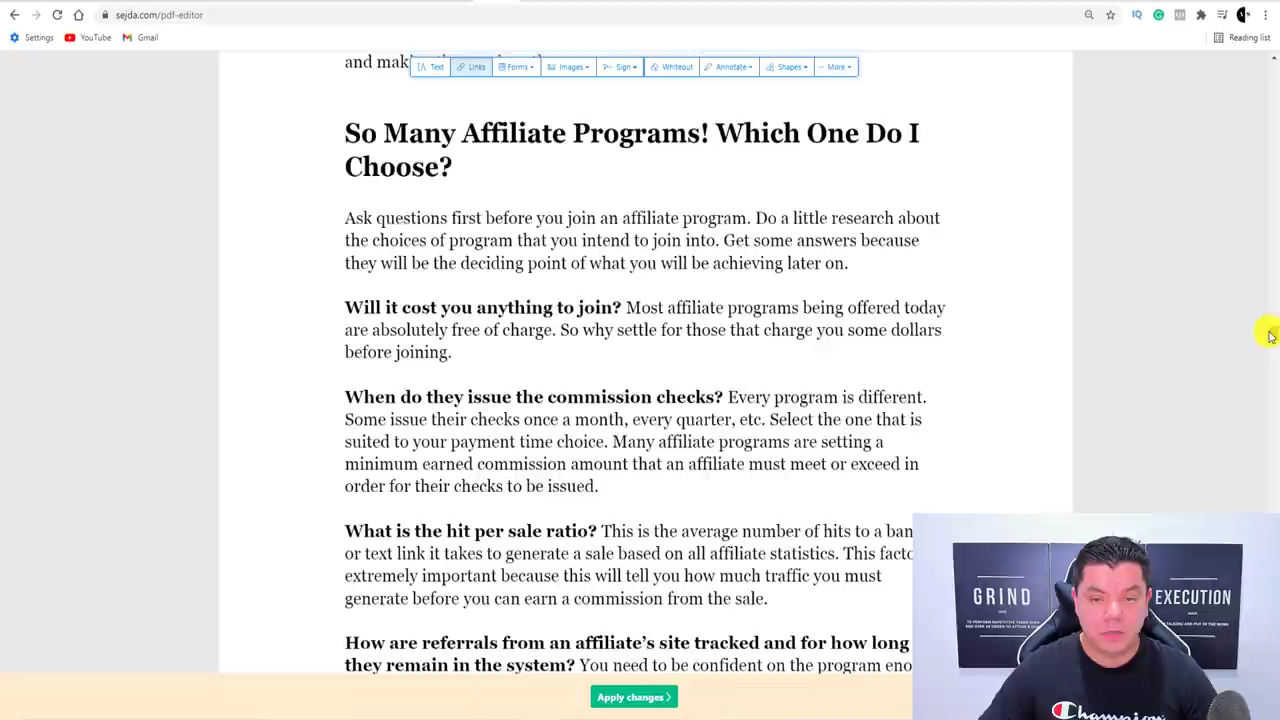 sejda.com/pdf-editor
Settings YouTube Gmail Reading list
and mak
Text Links Forms Images Sign Whiteout Annotate Shapes More
So Many Affiliate Programs! Which One Do I
Choose?
Ask questions first before you join an affiliate program. Do a little research about
the choices of program that you intend to join into. Get some answers because
they will be the deciding point of what you will be achieving later on.
Will it cost you anything to join? Most affiliate programs being offered today
are absolutely free of charge. So why settle for those that charge you some dollars
before joining.
When do they issue the commission checks? Every program is different.
Some issue their checks once a month, every quarter, etc. Select the one that is
suited to your payment time choice. Many affiliate programs are setting a
minimum earned commission amount that an affiliate must meet or exceed in
order for their checks to be issued.
What is the hit per sale ratio? This is the average number of hits to a ban
or text link it takes to generate a sale based on all affiliate statistics. This facto
extremely important because this will tell you how much traffic you must
generate before you can earn a commission from the sale.
How are referrals from an affiliate's site tracked and for how long
they remain in the system? You need to be confident on the program eno
Apply changes
GRIND
EXECUTION
Champion